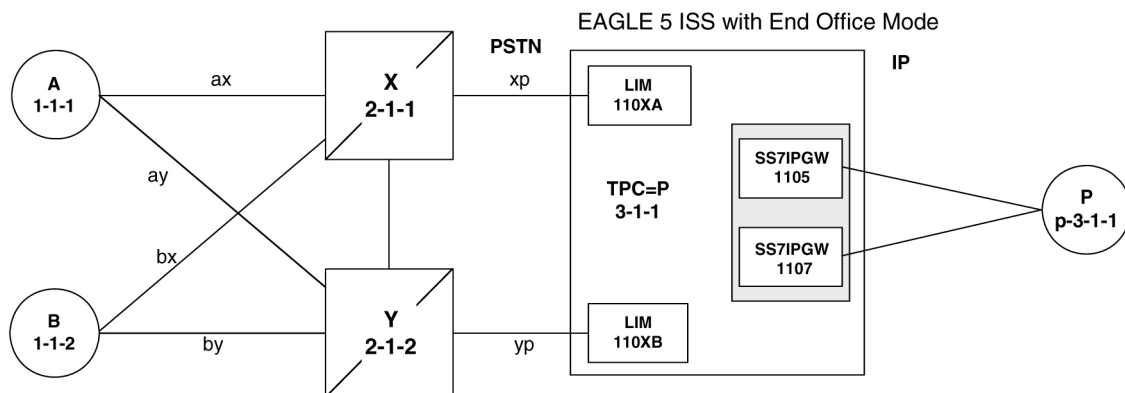 EAGLE 5 ISS with End Office Mode
PSTN
IP
A
1-1-1
ax
X
2-1-1
xp
LIM
110XA
SS7IPGW
1105
ay
TPC=P
3-1-1
P
p-3-1-1
bx
SS7IPGW
1107
B
1-1-2
by
Y
2-1-2
yp
LIM
110XB